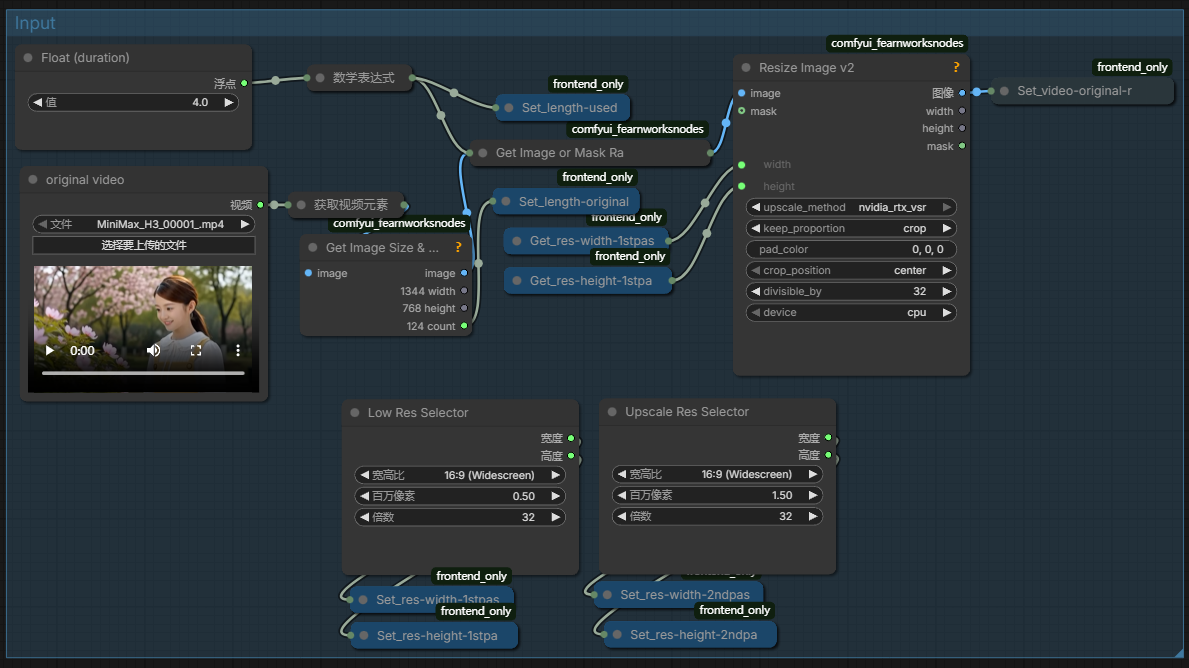 Input
Float (duration)
浮点
值 4.0
数学表达式
frontend_only
Set_length-used
comfyui_fearnworksnodes
Get Image or Mask Ra
comfyui_fearnworksnodes
Resize Image v2 ?
image 图像
mask width
height
mask
width
height
upscale_method nvidia_rtx_vsr
keep_proportion crop
pad_color 0, 0, 0
crop_position center
divisible_by 32
device cpu
frontend_only
Set_video-original-r
original video
视频
文件 MiniMax_H3_00001_.mp4
选择要上传的文件
0:00
获取视频元素
comfyui_fearnworksnodes
Get Image Size & ... ?
image image
1344 width
768 height
124 count
frontend_only
Set_length-original
frontend_only
Get_res-width-1stpas
frontend_only
Get_res-height-1stpa
Low Res Selector
宽度
高度
宽高比 16:9 (Widescreen)
百万像素 0.50
倍数 32
frontend_only
Set_res-width-1stpas
frontend_only
Set_res-height-1stpa
Upscale Res Selector
宽度
高度
宽高比 16:9 (Widescreen)
百万像素 1.50
倍数 32
frontend_only
Set_res-width-2ndpas
frontend_only
Set_res-height-2ndpa